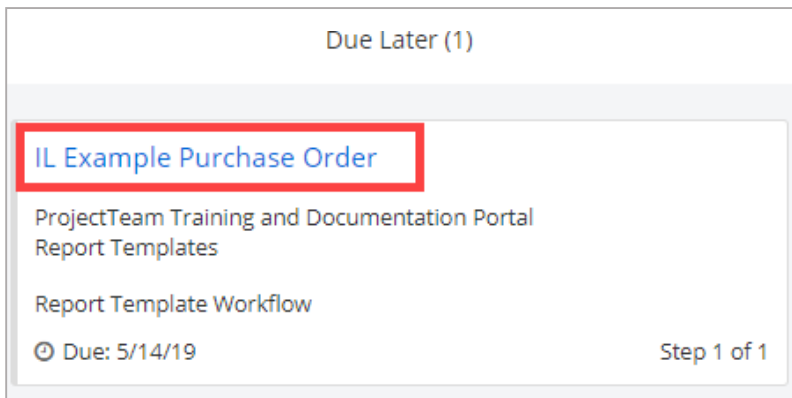 Due Later (1)
IL Example Purchase Order
ProjectTeam Training and Documentation Portal
Report Templates
Report Template Workflow
Due: 5/14/19
Step 1 of 1